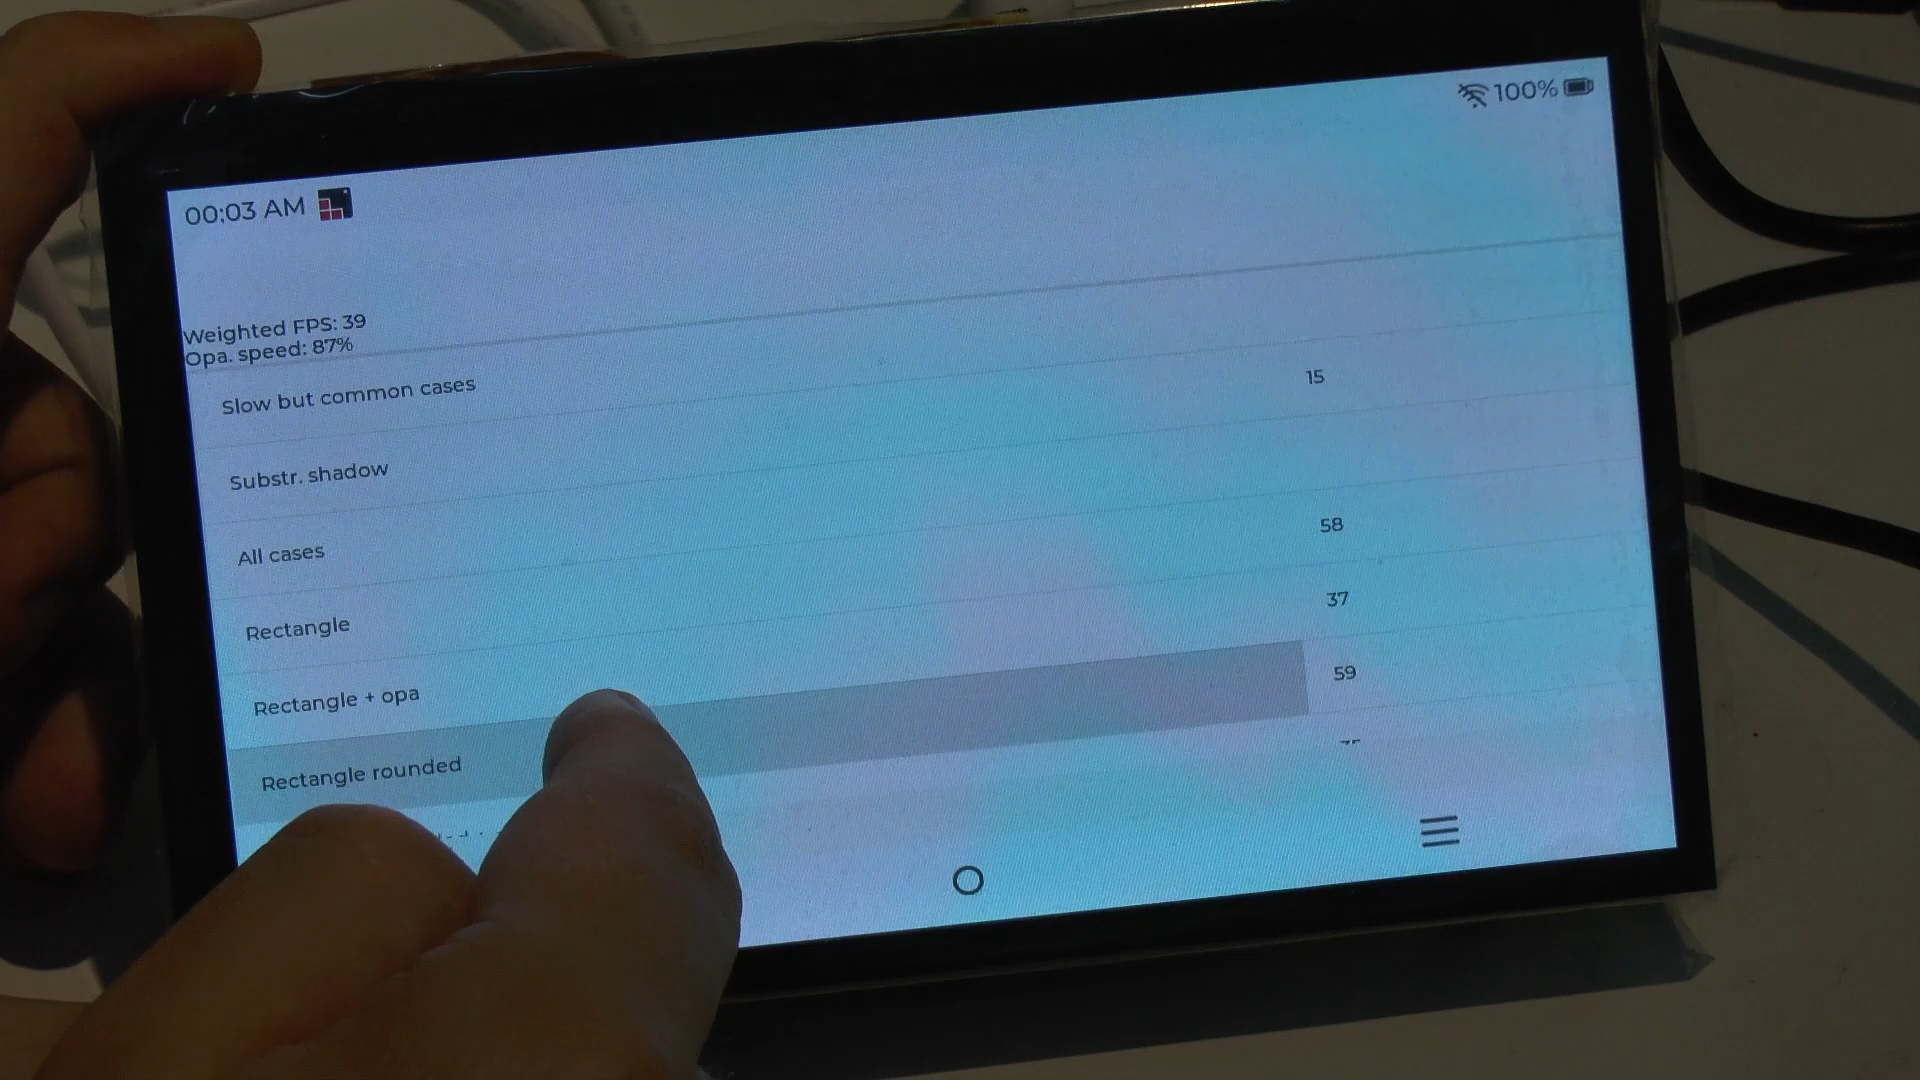 100%
00:03 AM
Weighted FPS: 39
Opa. speed: 87%
Slow but common cases
Substr. shadow 15
All cases
Rectangle 58
Rectangle + opa 37
Rectangle rounded 59